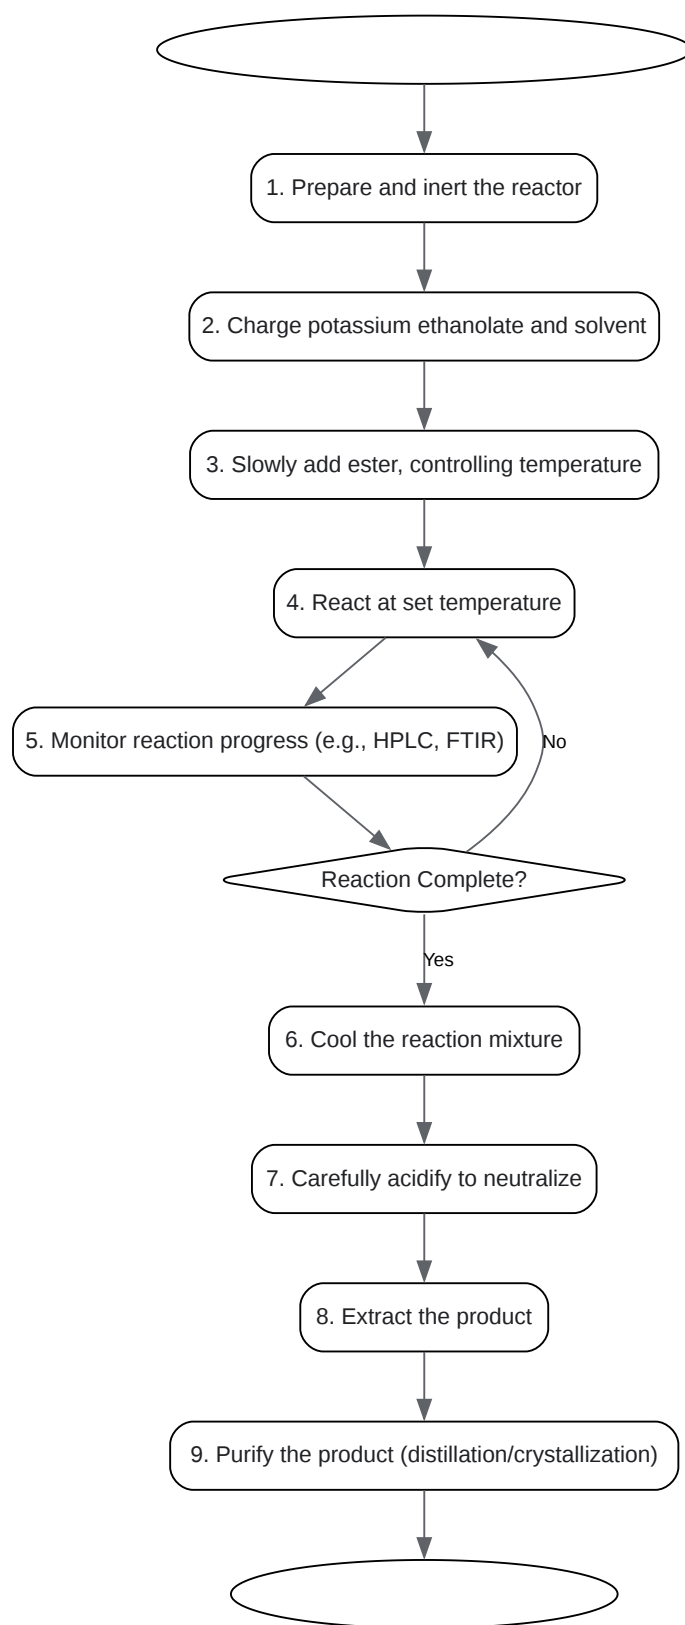 1. Prepare and inert the reactor
2. Charge potassium ethanolate and solvent
3. Slowly add ester, controlling temperature
4. React at set temperature
5. Monitor reaction progress (e.g., HPLC, FTIR)
No
Reaction Complete?
Yes
6. Cool the reaction mixture
7. Carefully acidify to neutralize
8. Extract the product
9. Purify the product (distillation/crystallization)